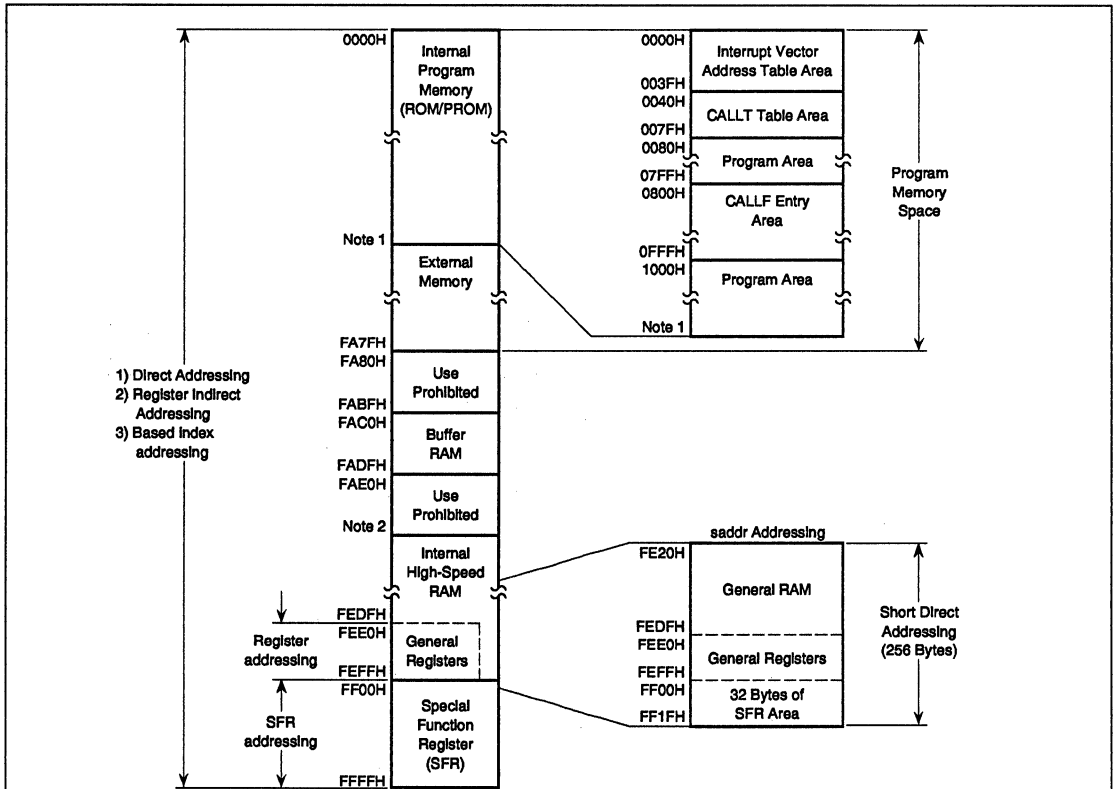 0000H
Internal
Program
Memory
(ROM/PROM)
Note 1
External
Memory
FA7FH
FA80H
Use
Prohibited
FABFH
FAC0H
Buffer
RAM
FADFH
FAE0H
Use
Prohibited
Note 2
Internal
High-Speed
RAM
FEDFH
FEE0H
General
Registers
FEFFH
FF00H
Special
Function
Register
(SFR)
FFFFH
1) Direct Addressing
2) Register Indirect
Addressing
3) Based Index
addressing
Register
addressing
SFR
addressing
0000H
Interrupt Vector
Address Table Area
003FH
0040H
CALLT Table Area
007FH
0080H
Program Area
07FFH
0800H
CALLF Entry
Area
0FFFH
1000H
Program Area
Note 1
Program
Memory
Space
saddr Addressing
FE20H
General RAM
FEDFH
FEE0H
General Registers
FEFFH
FF00H
32 Bytes of
SFR Area
FF1FH
Short Direct
Addressing
(256 Bytes)